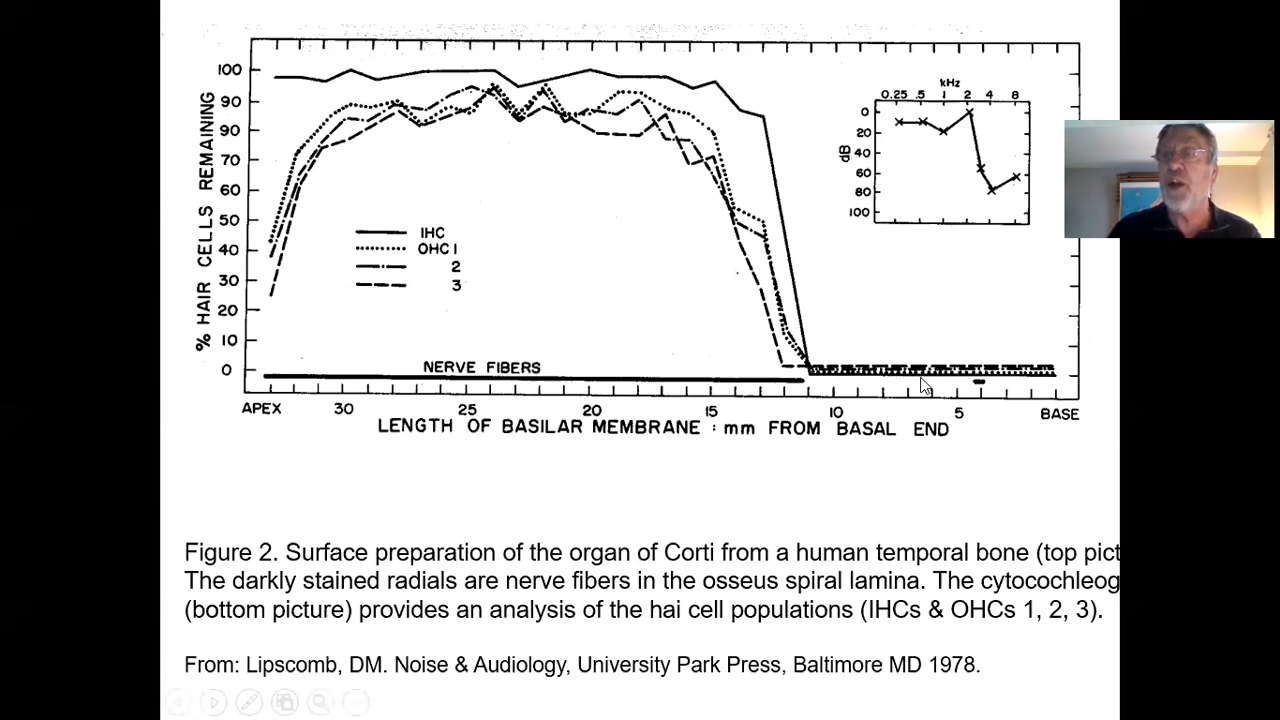 kHz
0.25 .5 1 2 4 8
0
20
40
60
80
100
dB
100
90
90
70
60
50
40
30
20
10
0
% HAIR CELLS REMAINING
IHC
OHC 1
2
3
NERVE FIBERS
APEX 30 25 20 15 10 5 BASE
LENGTH OF BASILAR MEMBRANE : mm FROM BASAL END
Figure 2. Surface preparation of the organ of Corti from a human temporal bone (top pict
The darkly stained radials are nerve fibers in the osseus spiral lamina. The cytocochleog
(bottom picture) provides an analysis of the hai cell populations (IHCs & OHCs 1, 2, 3).
From: Lipscomb, DM. Noise & Audiology, University Park Press, Baltimore MD 1978.